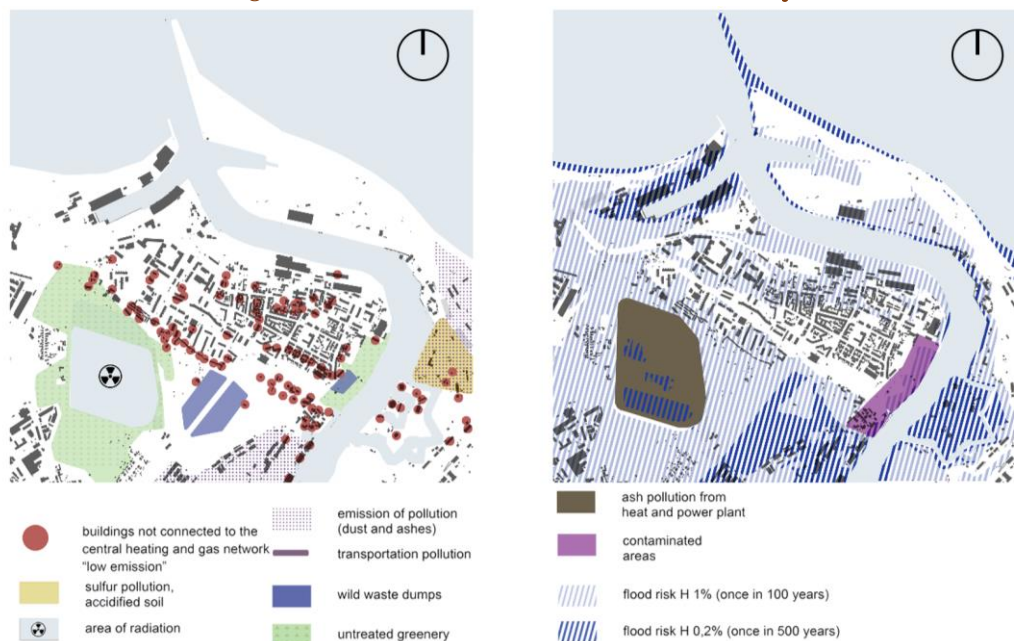 buildings not connected to the
central heating and gas network
“low emission”
sulfur pollution,
accidified soil
area of radiation
emission of pollution
(dust and ashes)
transportation pollution
wild waste dumps
untreated greenery
ash pollution from
heat and power plant
contaminated
areas
flood risk H 1% (once in 100 years)
flood risk H 0,2% (once in 500 years)